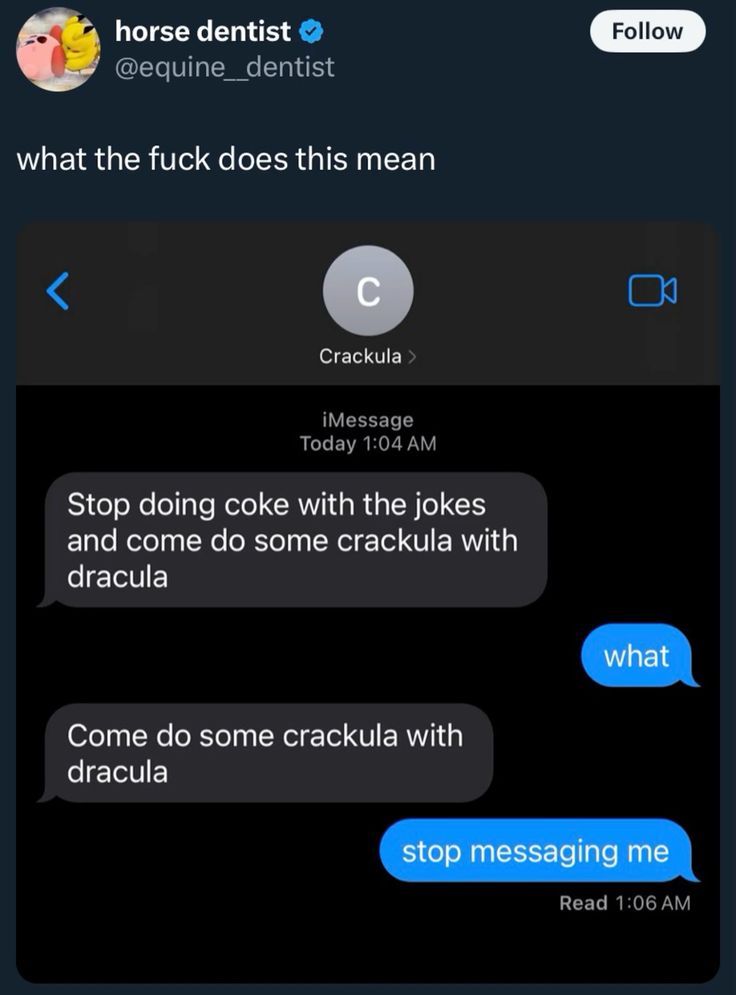 horse dentist
Follow
@equine__dentist
what the fuck does this mean
C
Crackula
iMessage
Today 1:04 AM
Stop doing coke with the jokes
and come do some crackula with
dracula
what
Come do some crackula with
dracula
stop messaging me
Read 1:06 AM